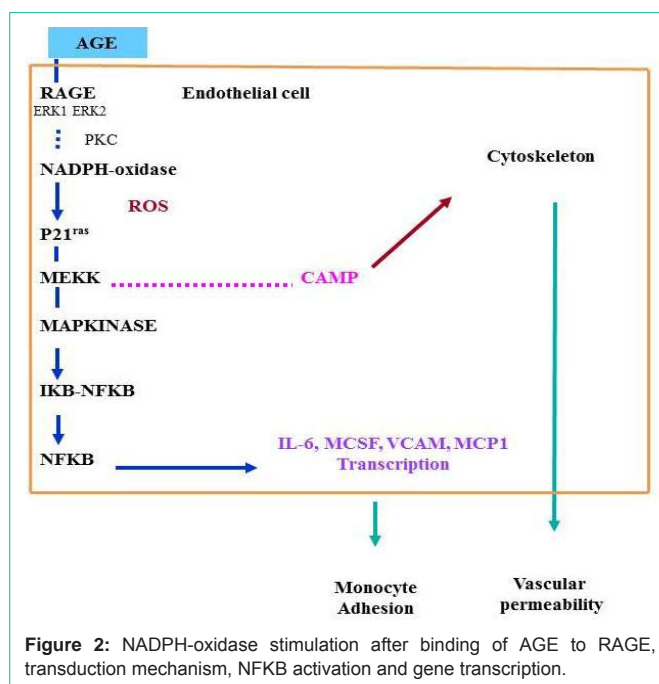 AGE
RAGE
Endothelial cell
ERK1 ERK2
PKC
Cytoskeleton
NADPH-oxidase
ROS
P21ras
MEKK
CAMP
MAPKINASE
IKB-NFKB
IL-6, MCSF, VCAM, MCP1
Transcription
NFKB
Monocyte
Adhesion
Vascular
permeability
Figure 2: NADPH-oxidase stimulation after binding of AGE to RAGE,
transduction mechanism, NFKB activation and gene transcription.